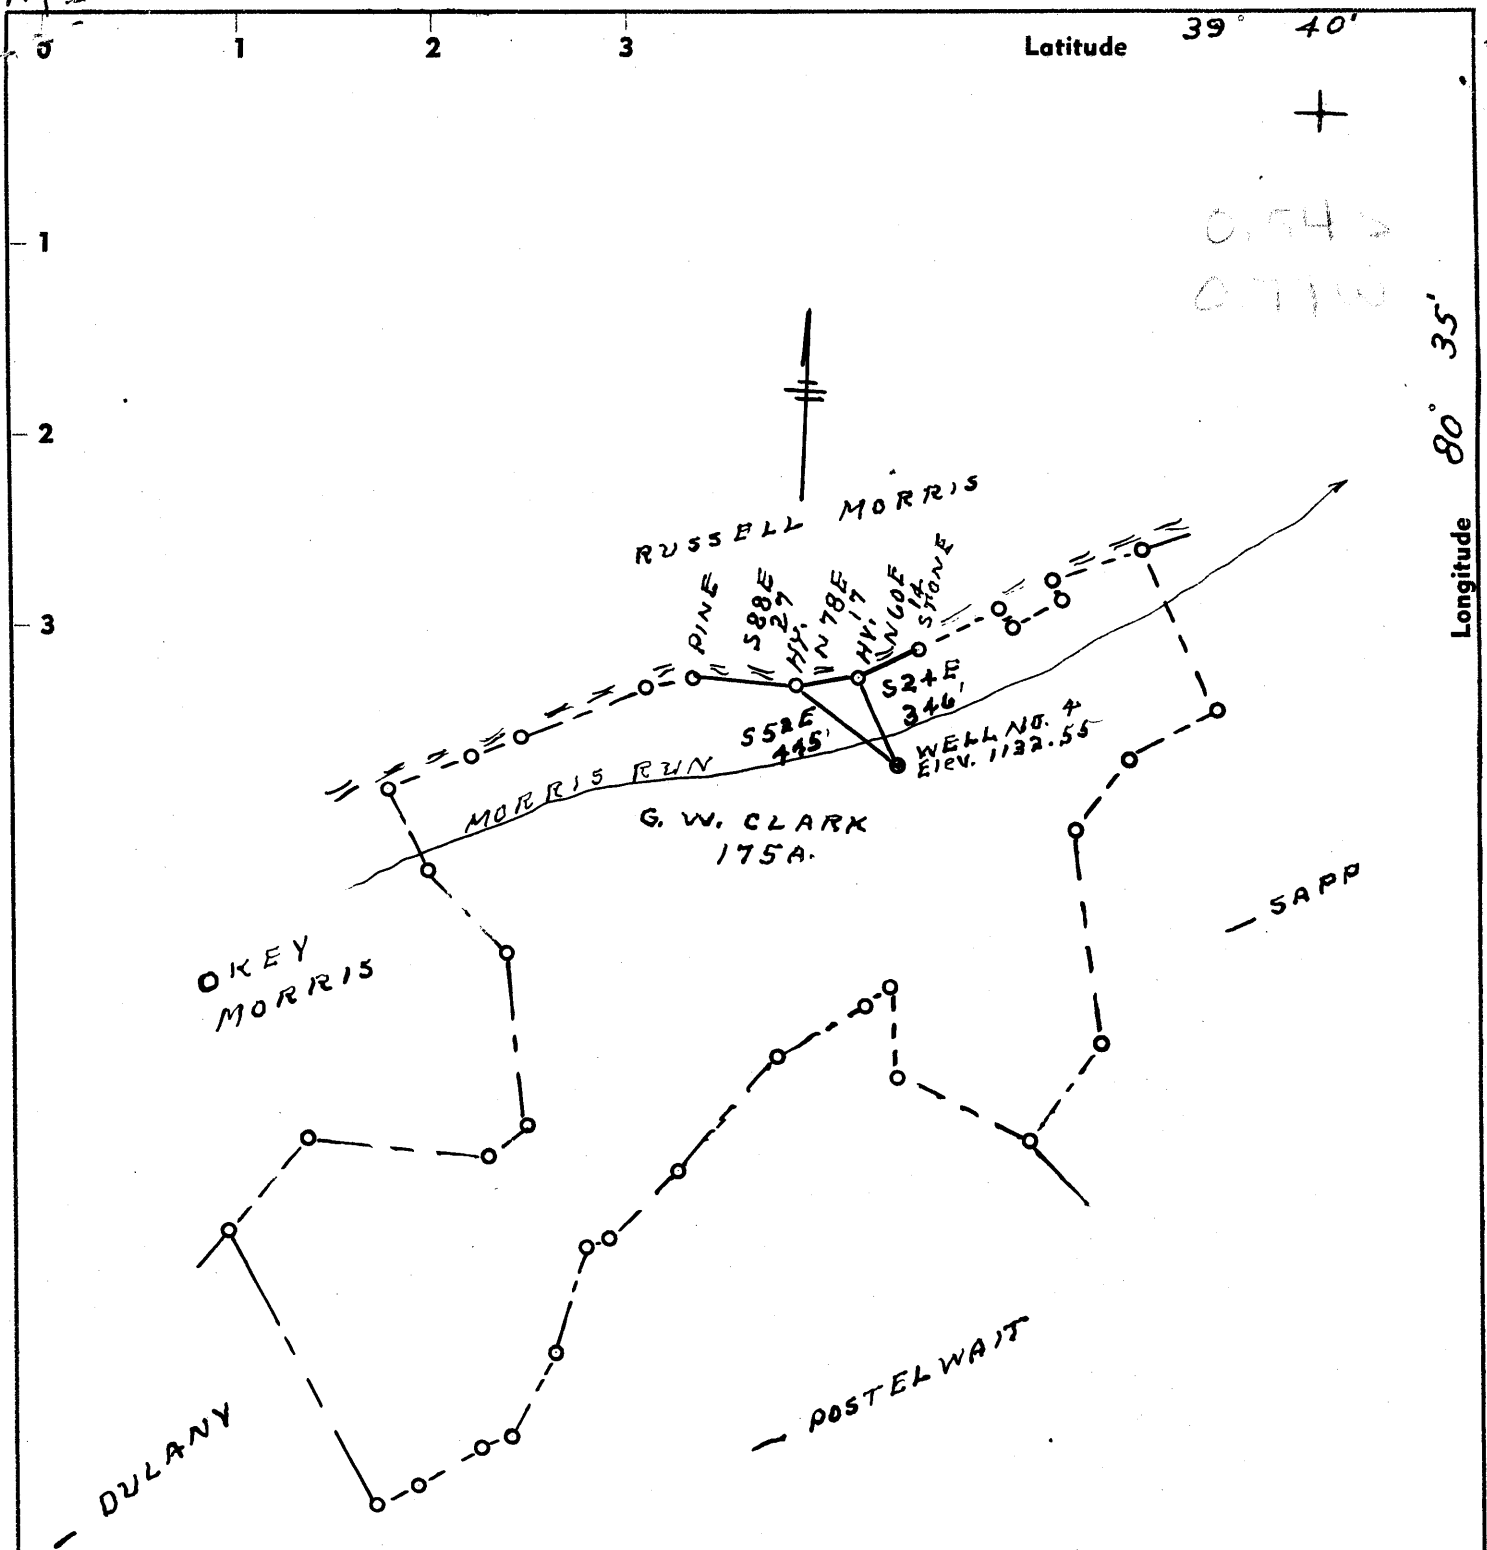 0 1 2 3 Latitude 39° 40'
1
2
3
Longitude 80° 35'
RUSSELL MORRIS
PINE
S88E
27
HY.
N78E
17
HY.
N60E
14
STONE
S24E
346'
S52E
445'
WELL NO. 4
Elev. 1132.55
MORRIS RUN
G. W. CLARK
175A.
SAPP
OKEY
MORRIS
POSTELWAIT
DULANY